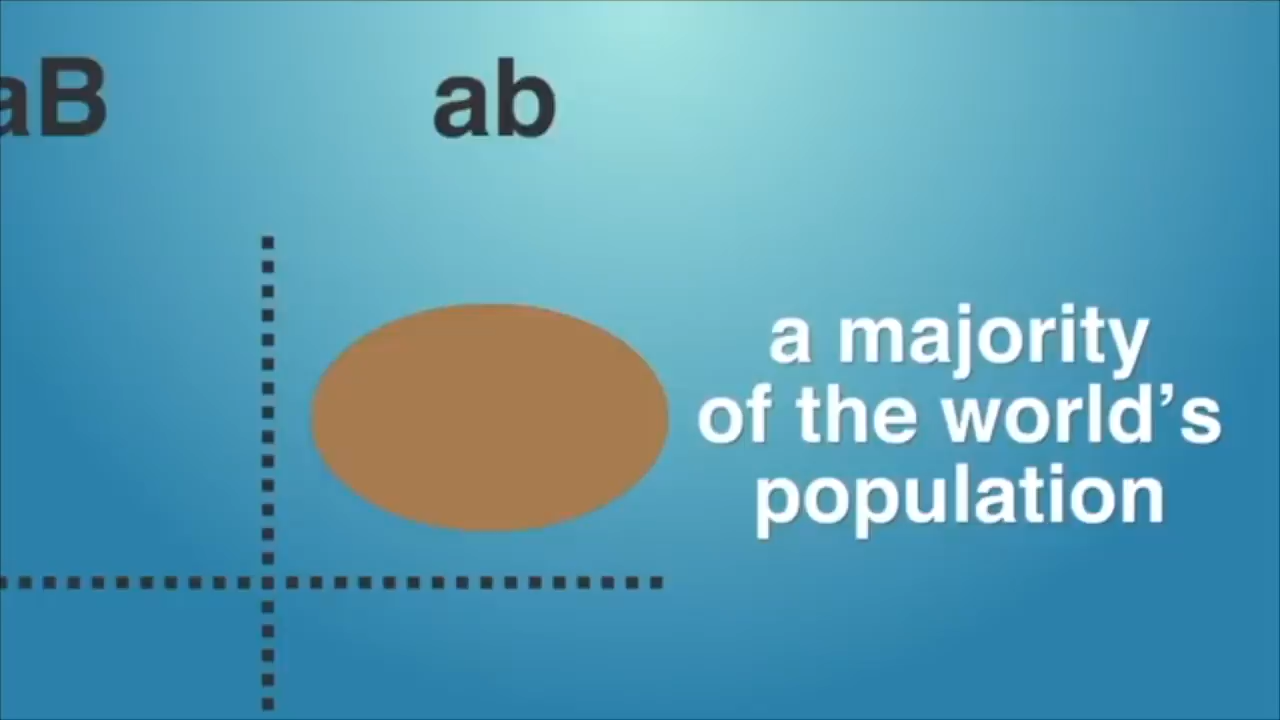 aB
ab
a majority
of the world’s
population